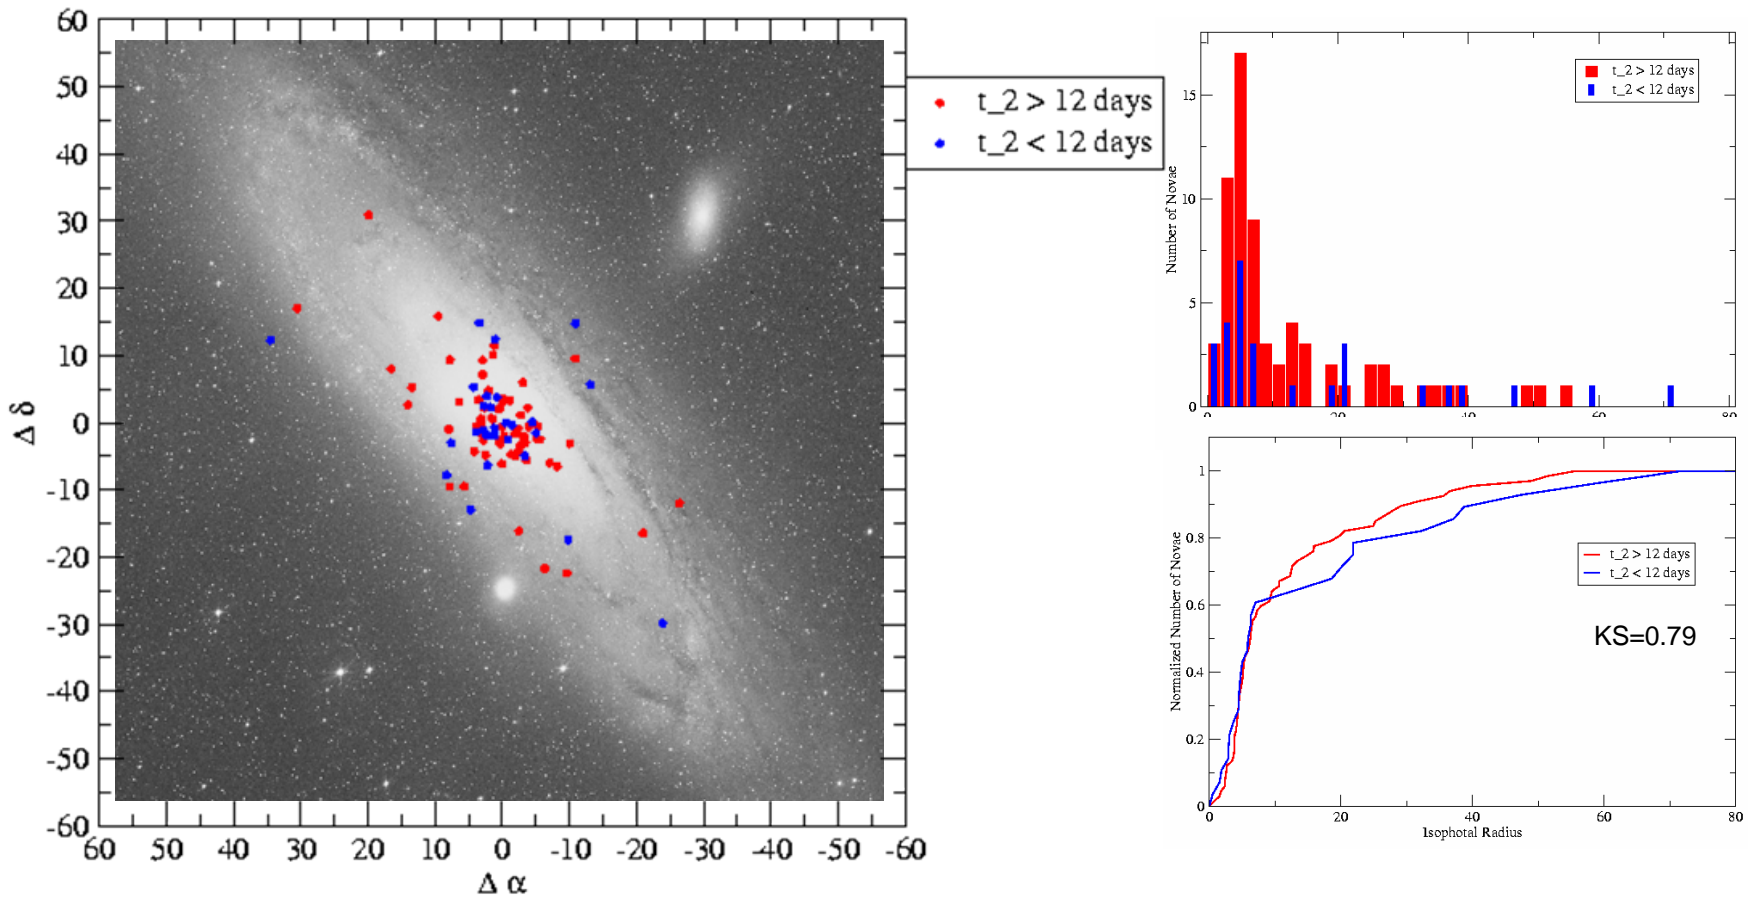 60
50
40
30
20
10
0
-10
-20
-30
-40
-50
-60
Δ δ
60 50 40 30 20 10 0 -10 -20 -30 -40 -50 -60
Δ α
t_2 > 12 days
t_2 < 12 days
15
10
5
0
Number of Novae
t_2 > 12 days
t_2 < 12 days
0 20 40 60 80
1
0.8
0.6
0.4
0.2
0
Normalized Number of Novae
t_2 > 12 days
t_2 < 12 days
KS=0.79
0 20 40 60 80
Isophotal Radius